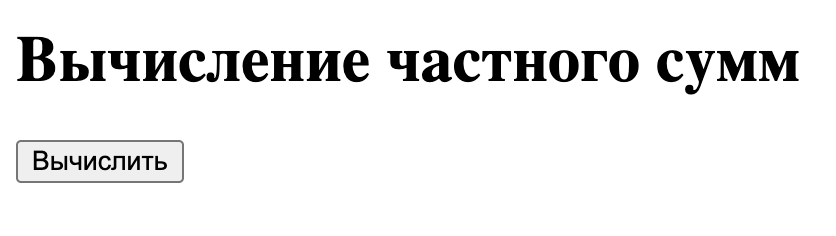 Вычисление частного сумм
Вычислить